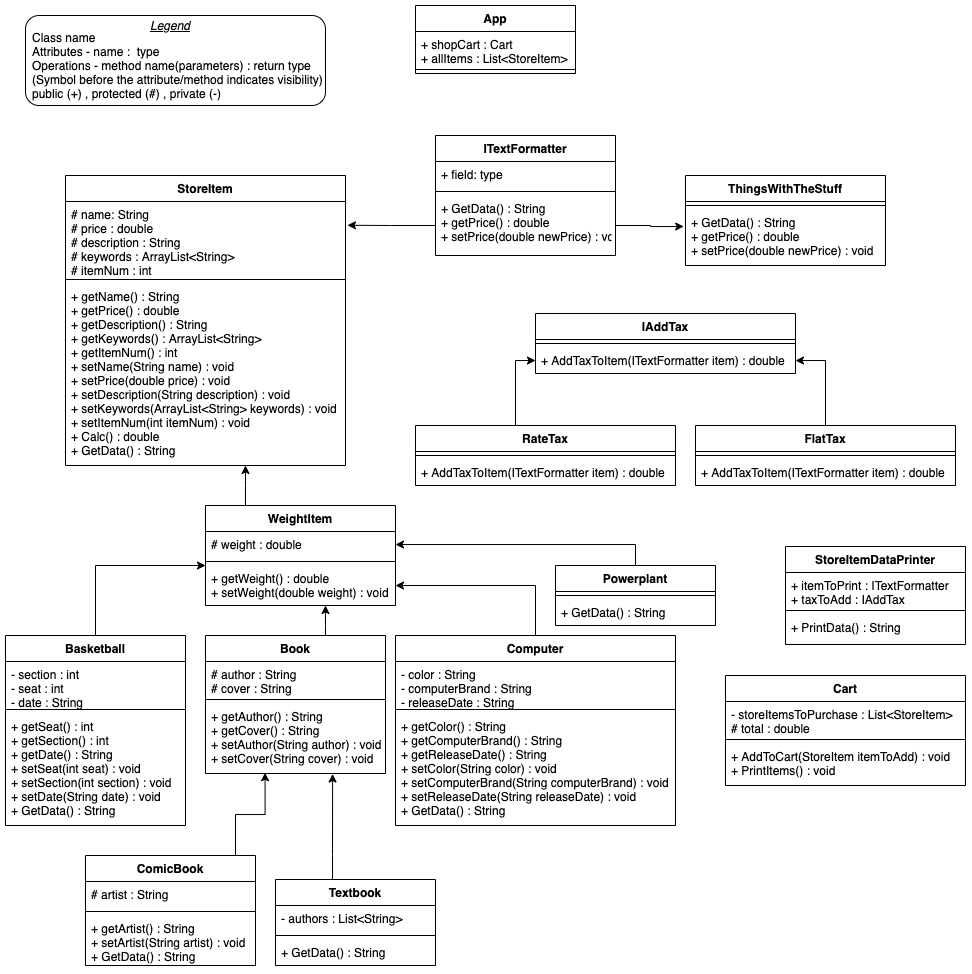 Legend
Class name
Attributes - name : type
Operations - method name(parameters) : return type
(Symbol before the attribute/method indicates visibility)
public (+) , protected (#) , private (-)
App
+ shopCart : Cart
+ allItems : List<StoreItem>
ITextFormatter
+ field: type
+ GetData() : String
+ getPrice() : double
+ setPrice(double newPrice) : vc
StoreItem
# name: String
# price : double
# description : String
# keywords : ArrayList<String>
# itemNum : int
+ getName() : String
+ getPrice() : double
+ getDescription() : String
+ getKeywords() : ArrayList<String>
+ getItemNum() : int
+ setName(String name) : void
+ setPrice(double price) : void
+ setDescription(String description) : void
+ setKeywords(ArrayList<String> keywords) : void
+ setItemNum(int itemNum) : void
+ Calc() : double
+ GetData() : String
ThingsWithTheStuff
+ GetData() : String
+ getPrice() : double
+ setPrice(double newPrice) : void
IAddTax
+ AddTaxToItem(ITextFormatter item) : double
RateTax
+ AddTaxToItem(ITextFormatter item) : double
FlatTax
+ AddTaxToItem(ITextFormatter item) : double
WeightItem
# weight : double
+ getWeight() : double
+ setWeight(double weight) : void
Powerplant
+ GetData() : String
StoreItemDataPrinter
+ itemToPrint : ITextFormatter
+ taxToAdd : IAddTax
+ PrintData() : String
Basketball
- section : int
- seat : int
- date : String
+ getSeat() : int
+ getSection() : int
+ getDate() : String
+ setSeat(int seat) : void
+ setSection(int section) : void
+ setDate(String date) : void
+ GetData() : String
Book
# author : String
# cover : String
+ getAuthor() : String
+ getCover() : String
+ setAuthor(String author) : void
+ setCover(String cover) : void
Computer
- color : String
- computerBrand : String
- releaseDate : String
+ getColor() : String
+ getComputerBrand() : String
+ getReleaseDate() : String
+ setColor(String color) : void
+ setComputerBrand(String computerBrand) : void
+ setReleaseDate(String releaseDate) : void
+ GetData() : String
Cart
- storeItemsToPurchase : List<StoreItem>
# total : double
+ AddToCart(StoreItem itemToAdd) : void
+ PrintItems() : void
ComicBook
# artist : String
+ getArtist() : String
+ setArtist(String artist) : void
+ GetData() : String
Textbook
- authors : List<String>
+ GetData() : String